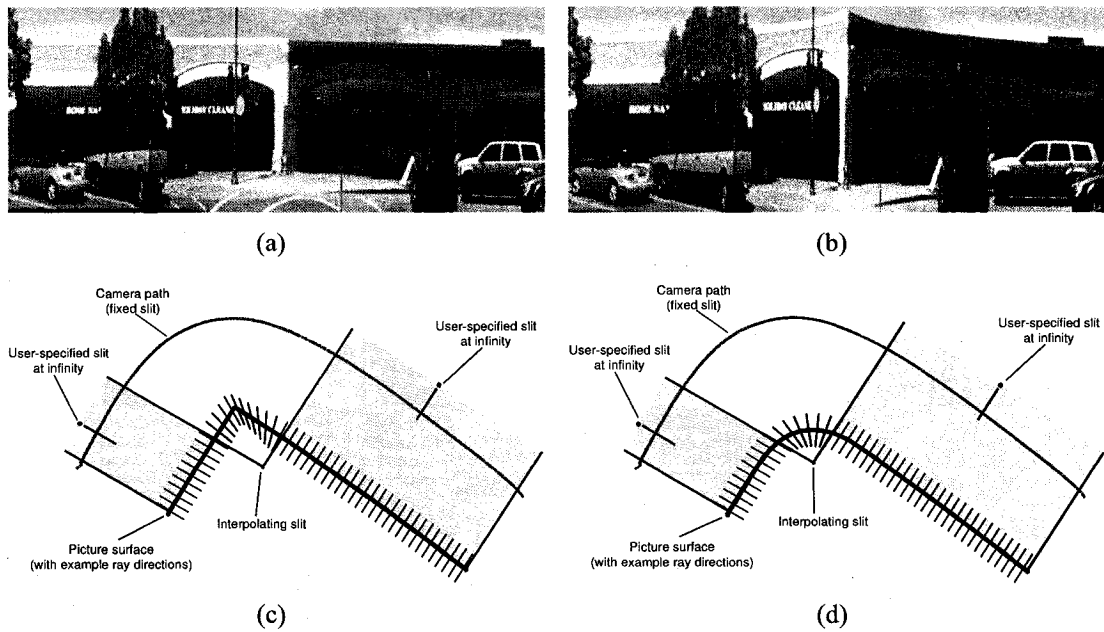 (a)
(b)
Camera path
(fixed slit)
User-specified slit
at infinity
User-specified slit
at infinity
Interpolating slit
Picture surface
(with example ray directions)
(c)
Camera path
(fixed slit)
User-specified slit
at infinity
User-specified slit
at infinity
Interpolating slit
Picture surface
(with example ray directions)
(d)